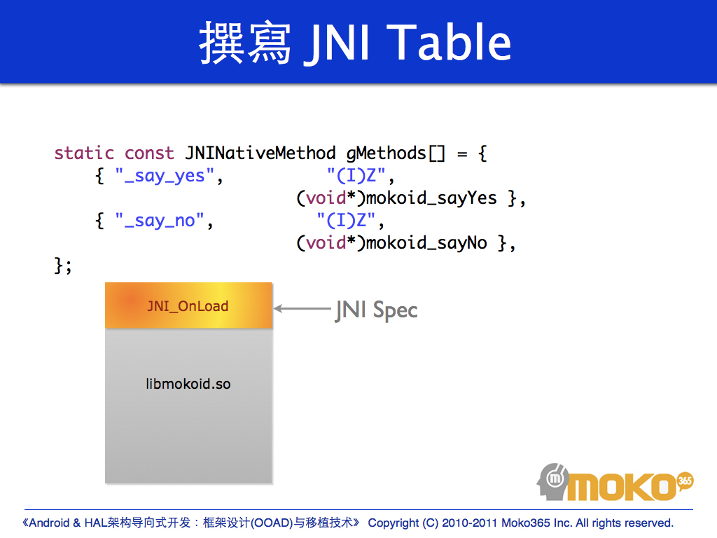 撰寫 JNI Table
static const JNINativeMethod gMethods[] = {
{ "_say_yes", "(I)Z",
(void*)mokoid_sayYes },
{ "_say_no", "(I)Z",
(void*)mokoid_sayNo },
};
JNI_OnLoad
JNI Spec
libmokoid.so
m MOKO 365
《Android & HAL架构导向式开发：框架设计(OOAD)与移植技术》 Copyright (C) 2010-2011 Moko365 Inc. All rights reserved.